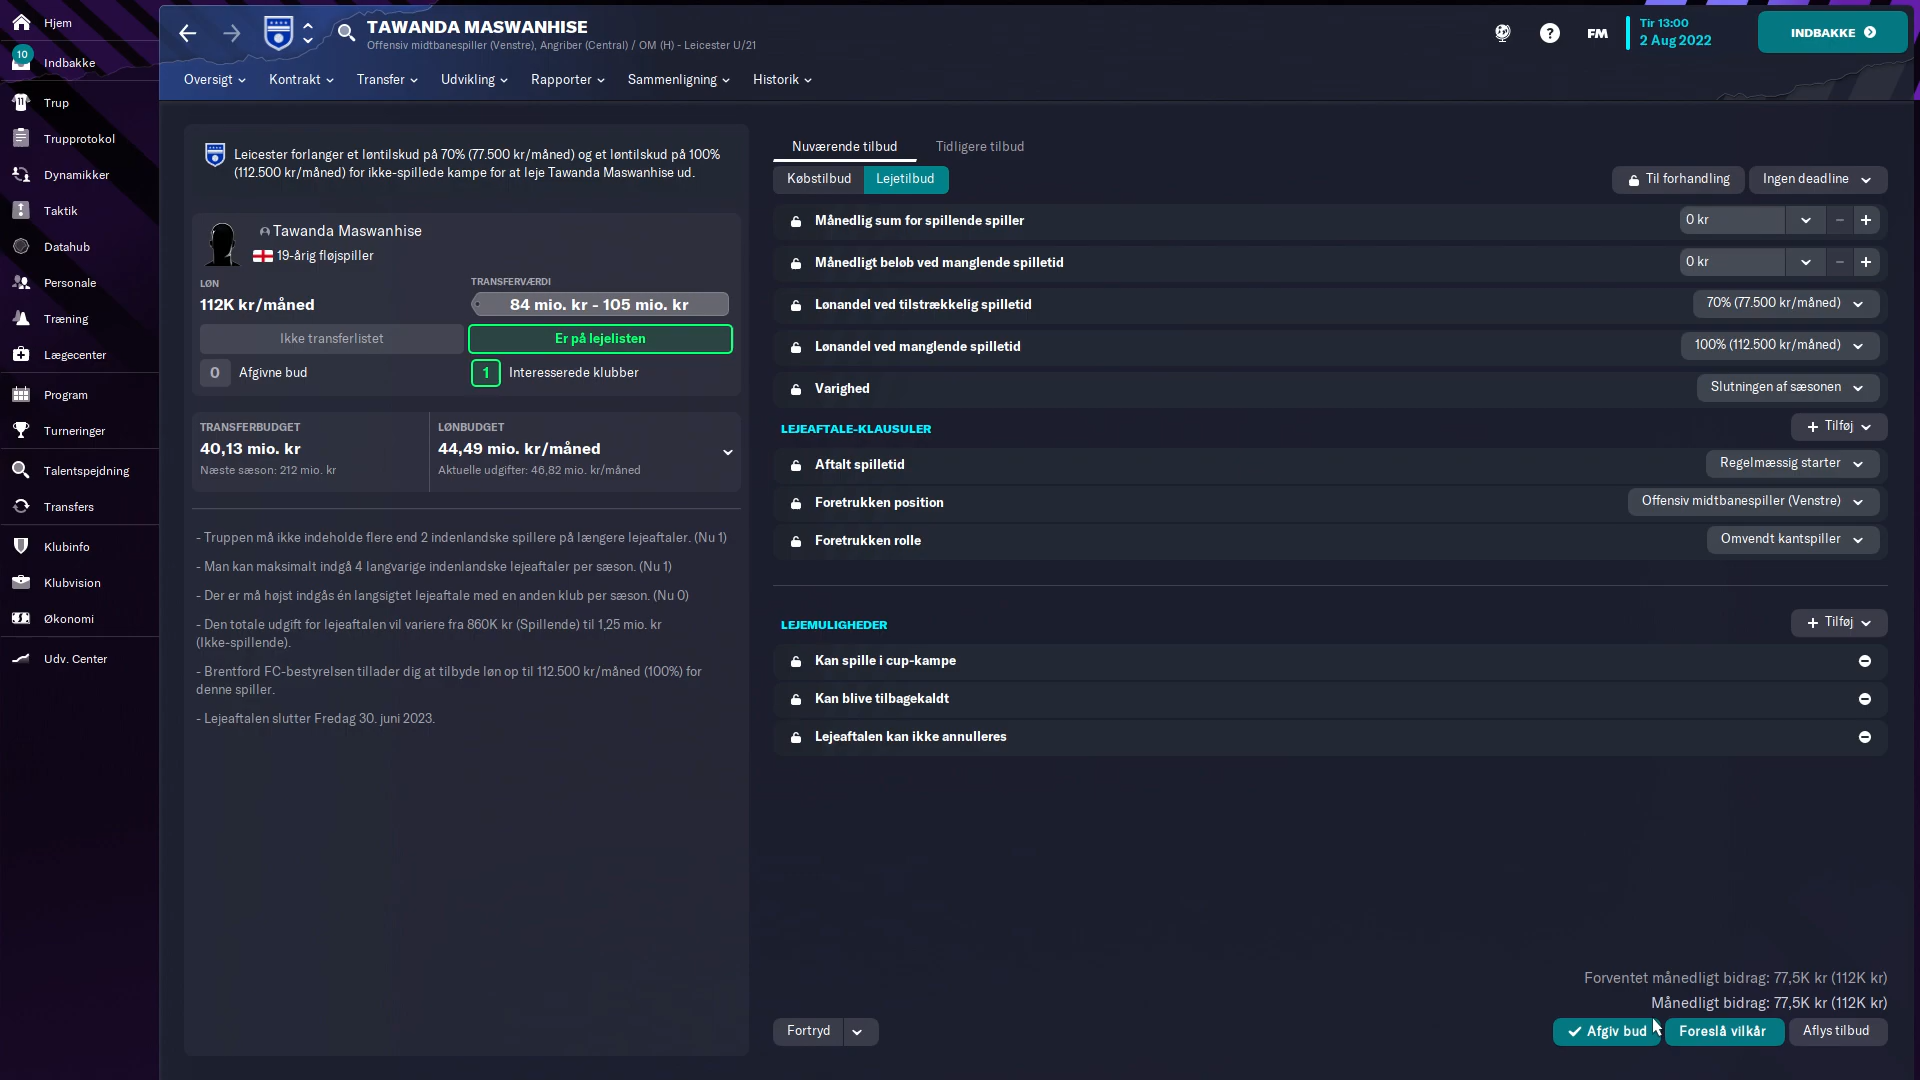 Hjem
10
Indbakke
Trup
Trupprotokol
Dynamikker
Taktik
Datahub
Personale
Træning
Lægecenter
Program
Turneringer
Talentspejdning
Transfers
Klubinfo
Klubvision
Økonomi
Udv. Center
TAWANDA MASWANHISE
Offensiv midtbanespiller (Venstre), Angriber (Central) / OM (H) - Leicester U/21
FM
Tir 13:00
2 Aug 2022
INDBAKKE
Oversigt Kontrakt Transfer Udvikling Rapporter Sammenligning Historik
Leicester forlanger et løntilskud på 70% (77.500 kr/måned) og et løntilskud på 100%
(112.500 kr/måned) for ikke-spillede kampe for at leje Tawanda Maswanhise ud.
Tawanda Maswanhise
19-årig fløjspiller
LØN
112K kr/måned
TRANSFERVÆRDI
84 mio. kr - 105 mio. kr
Ikke transferlistet
Er på lejelisten
0 Afgivne bud
1 Interesserede klubber
TRANSFERBUDGET
40,13 mio. kr
Næste sæson: 212 mio. kr
LØNBUDGET
44,49 mio. kr/måned
Aktuelle udgifter: 46,82 mio. kr/måned
- Truppen må ikke indeholde flere end 2 indenlandske spillere på længere lejeaftaler. (Nu 1)
- Man kan maksimalt indgå 4 langvarige indenlandske lejeaftaler per sæson. (Nu 1)
- Der er må højst indgås én langsigtet lejeaftale med en anden klub per sæson. (Nu 0)
- Den totale udgift for lejeaftalen vil variere fra 860K kr (Spillende) til 1,25 mio. kr
(Ikke-spillende).
- Brentford FC-bestyrelsen tillader dig at tilbyde løn op til 112.500 kr/måned (100%) for
denne spiller.
- Lejeaftalen slutter Fredag 30. juni 2023.
Nuværende tilbud Tidligere tilbud
Købstilbud Lejetilbud
Til forhandling Ingen deadline
Månedlig sum for spillende spiller 0 kr
Månedligt beløb ved manglende spilletid 0 kr
Lønandel ved tilstrækkelig spilletid 70% (77.500 kr/måned)
Lønandel ved manglende spilletid 100% (112.500 kr/måned)
Varighed Slutningen af sæsonen
LEJEAFTALE-KLAUSULER Tilføj
Aftalt spilletid Regelmæssig starter
Foretrukken position Offensiv midtbanespiller (Venstre)
Foretrukken rolle Omvendt kantspiller
LEJEMULIGHEDER Tilføj
Kan spille i cup-kampe
Kan blive tilbagekaldt
Lejeaftalen kan ikke annulleres
Forventet månedligt bidrag: 77,5K kr (112K kr)
Månedligt bidrag: 77,5K kr (112K kr)
Fortryd
Afgiv bud Foreslå vilkår Aflys tilbud